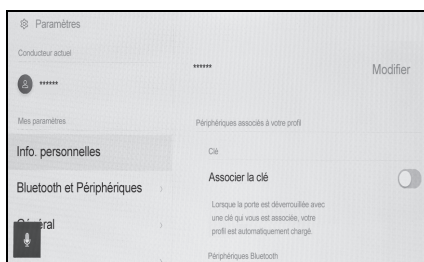 Paramètres
Conducteur actuel
******
Mes paramètres
Info. personnelles
Bluetooth et Périphériques
Général
******
Modifier
Périphériques associés à votre profil
Clé
Associer la clé
Lorsque la porte est déverrouillée avec
une clé qui vous est associée, votre
profil est automatiquement chargé.
Périphériques Bluetooth